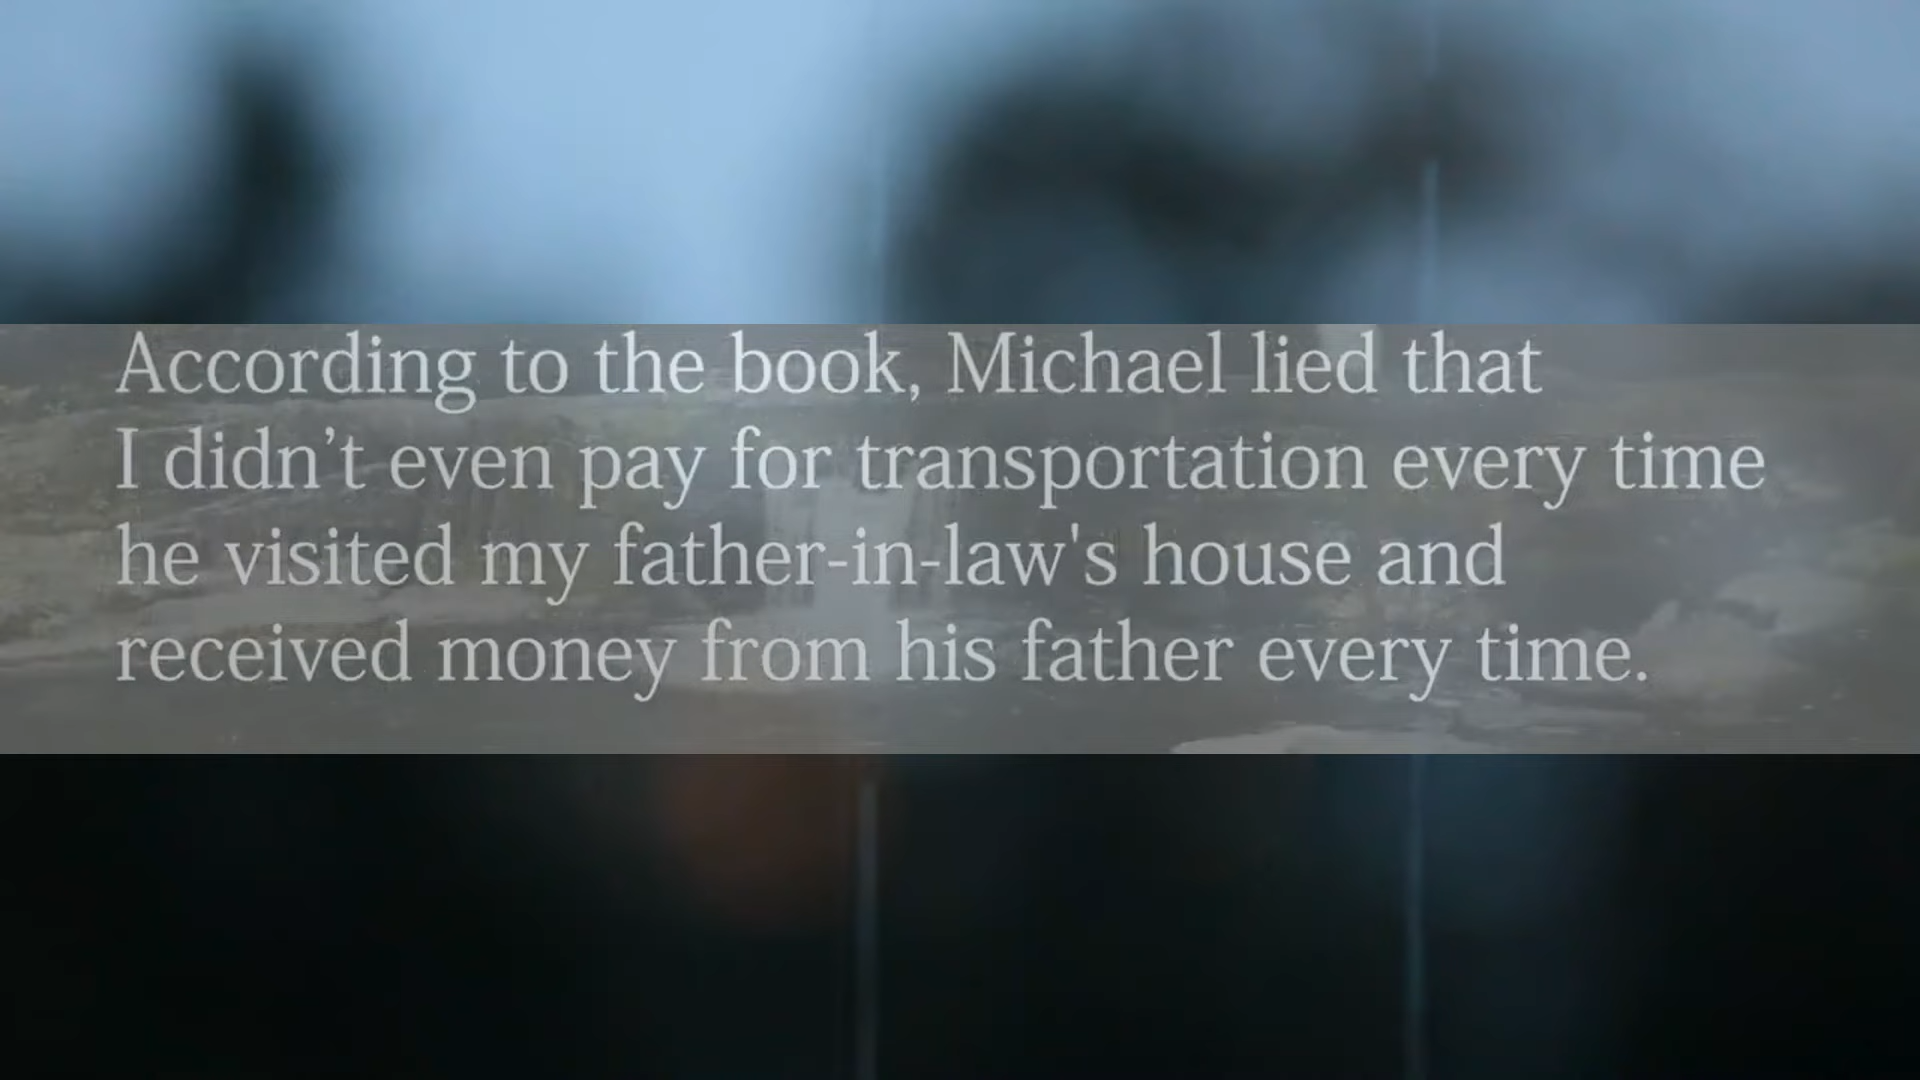 According to the book, Michael lied that
I didn’t even pay for transportation every time
he visited my father-in-law's house and
received money from his father every time.